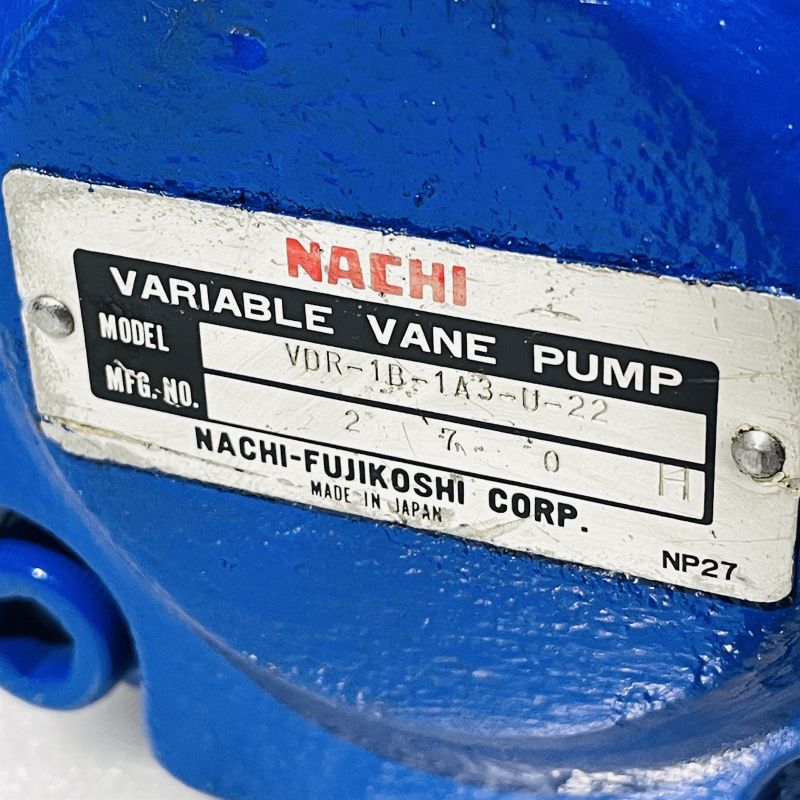 NACHI
VARIABLE VANE PUMP
MODEL VDR-1B-1A3-U-22
MFG.NO. 2 7 0 H
NACHI-FUJIKOSHI CORP.
MADE IN JAPAN
NP27